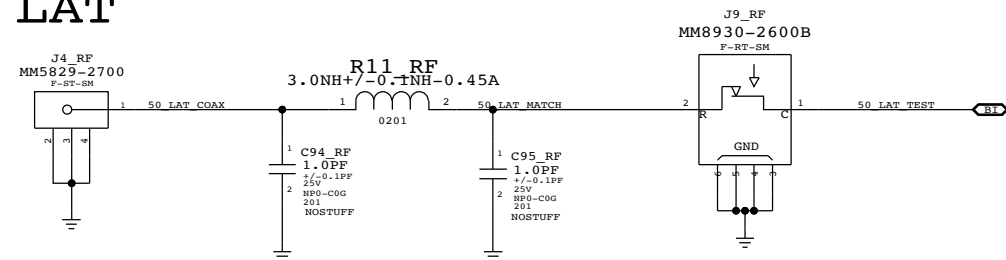 LAT
J4_RF
MM5829-2700
F-ST-SM
1
50_LAT_COAX
2
3
4
R11_RF
3.0NH+/-0.1NH-0.45A
1
2
0201
50_LAT_MATCH
1
C94_RF
1.0PF
+/-0.1PF
2
25V
NP0-C0G
201
NOSTUFF
1
C95_RF
1.0PF
+/-0.1PF
2
25V
NP0-C0G
201
NOSTUFF
J9_RF
MM8930-2600B
F-RT-SM
2
R
C
1
50_LAT_TEST
BI
GND
6
5
4
3